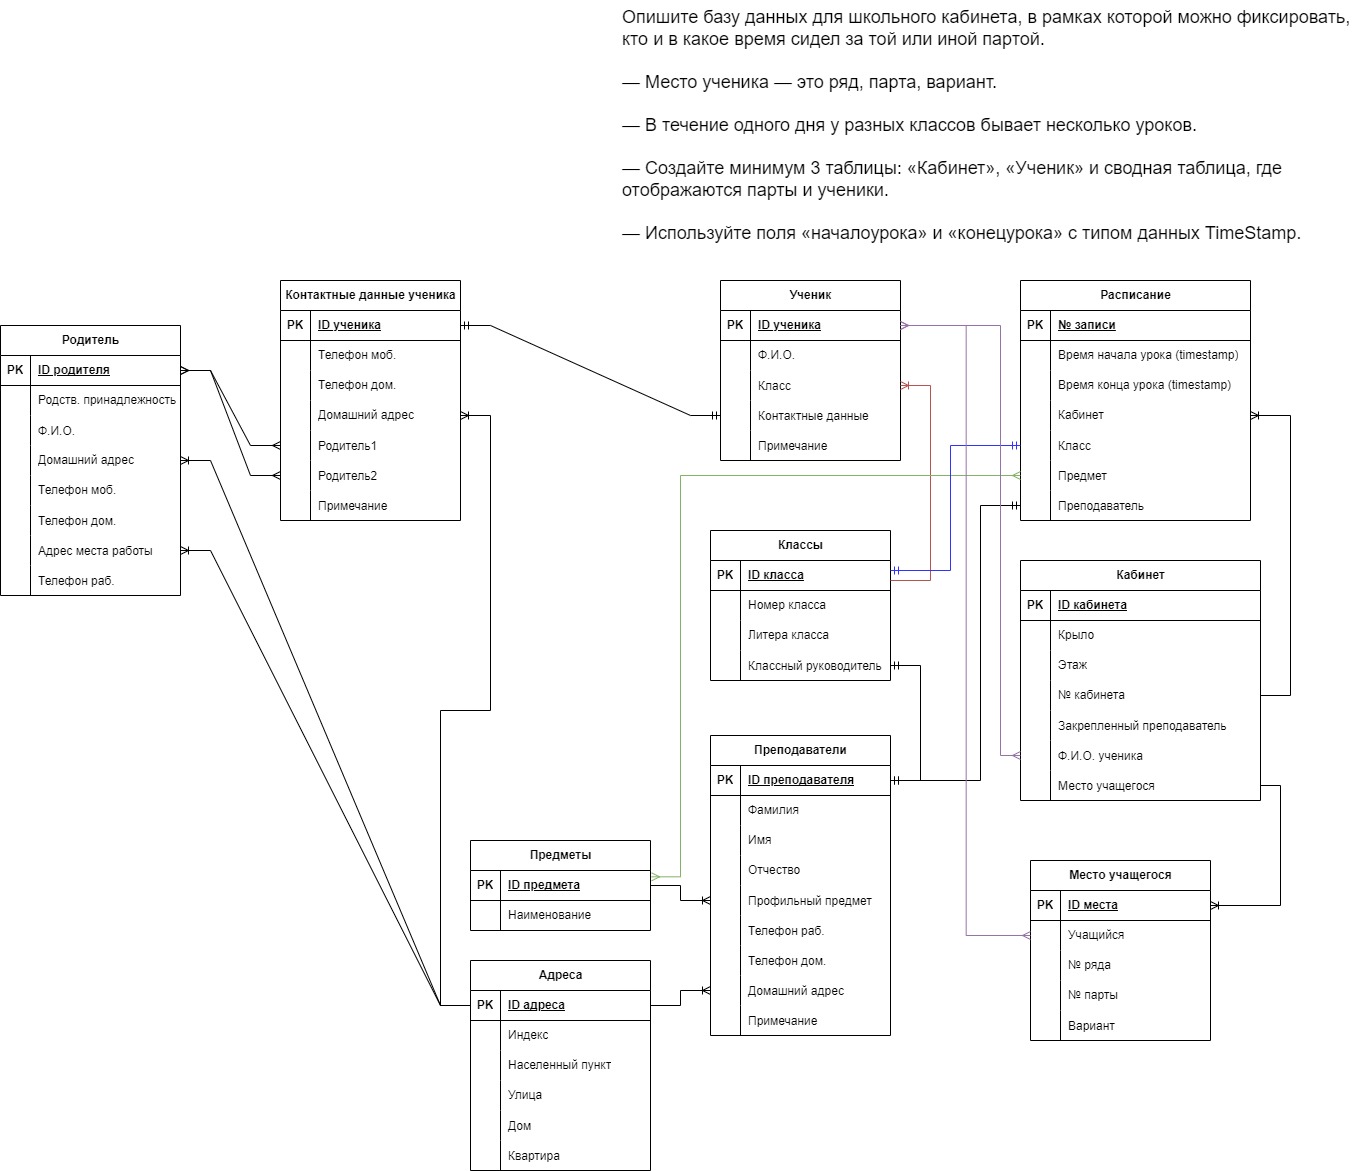 Опишите базу данных для школьного кабинета, в рамках которой можно фиксировать,
кто и в какое время сидел за той или иной партой.
— Место ученика — это ряд, парта, вариант.
— В течение одного дня у разных классов бывает несколько уроков.
— Создайте минимум 3 таблицы: «Кабинет», «Ученик» и сводная таблица, где
отображаются парты и ученики.
— Используйте поля «началоурока» и «конецурока» с типом данных TimeStamp.
Родитель
PK ID родителя
Родств. принадлежность
Ф.И.О.
Домашний адрес
Телефон моб.
Телефон дом.
Адрес места работы
Телефон раб.
Контактные данные ученика
PK ID ученика
Телефон моб.
Телефон дом.
Домашний адрес
Родитель1
Родитель2
Примечание
Ученик
PK ID ученика
Ф.И.О.
Класс
Контактные данные
Примечание
Расписание
PK № записи
Время начала урока (timestamp)
Время конца урока (timestamp)
Кабинет
Класс
Предмет
Преподаватель
Классы
PK ID класса
Номер класса
Литера класса
Классный руководитель
Кабинет
PK ID кабинета
Крыло
Этаж
№ кабинета
Закрепленный преподаватель
Ф.И.О. ученика
Место учащегося
Преподаватели
PK ID преподавателя
Фамилия
Имя
Отчество
Профильный предмет
Телефон раб.
Телефон дом.
Домашний адрес
Примечание
Предметы
PK ID предмета
Наименование
Место учащегося
PK ID места
Учащийся
№ ряда
№ парты
Вариант
Адреса
PK ID адреса
Индекс
Населенный пункт
Улица
Дом
Квартира